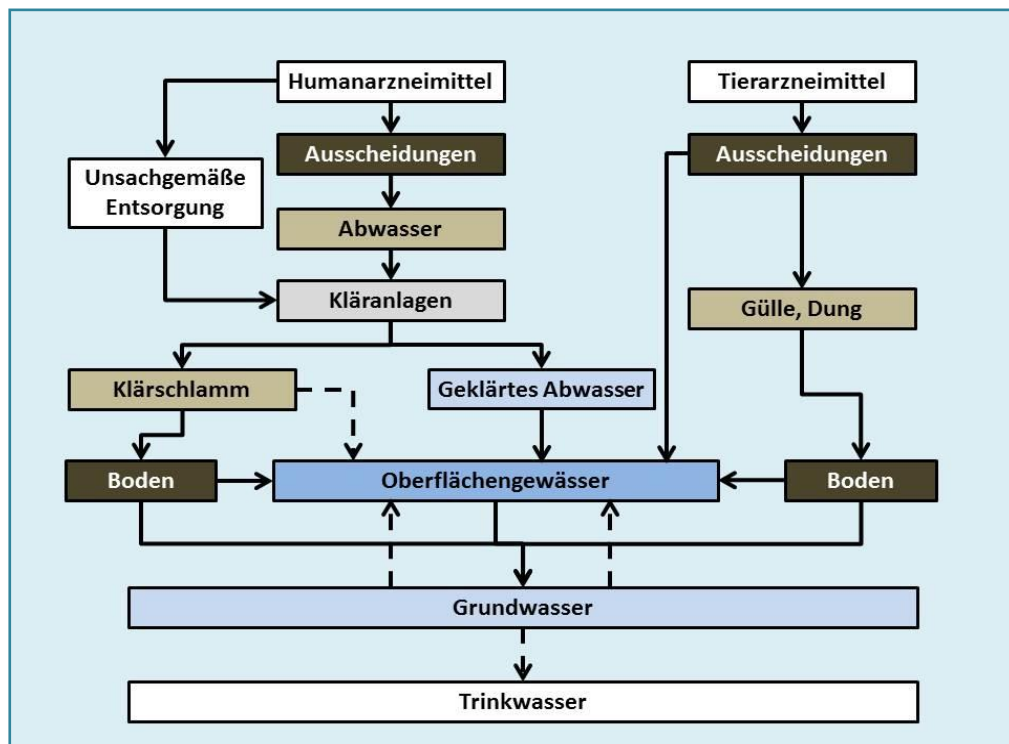 Humanarzneimittel
Tierarzneimittel
Ausscheidungen
Ausscheidungen
Unsachgemäße
Entsorgung
Abwasser
Kläranlagen
Gülle, Dung
Klärschlamm
Geklärtes Abwasser
Boden
Oberflächengewässer
Boden
Grundwasser
Trinkwasser